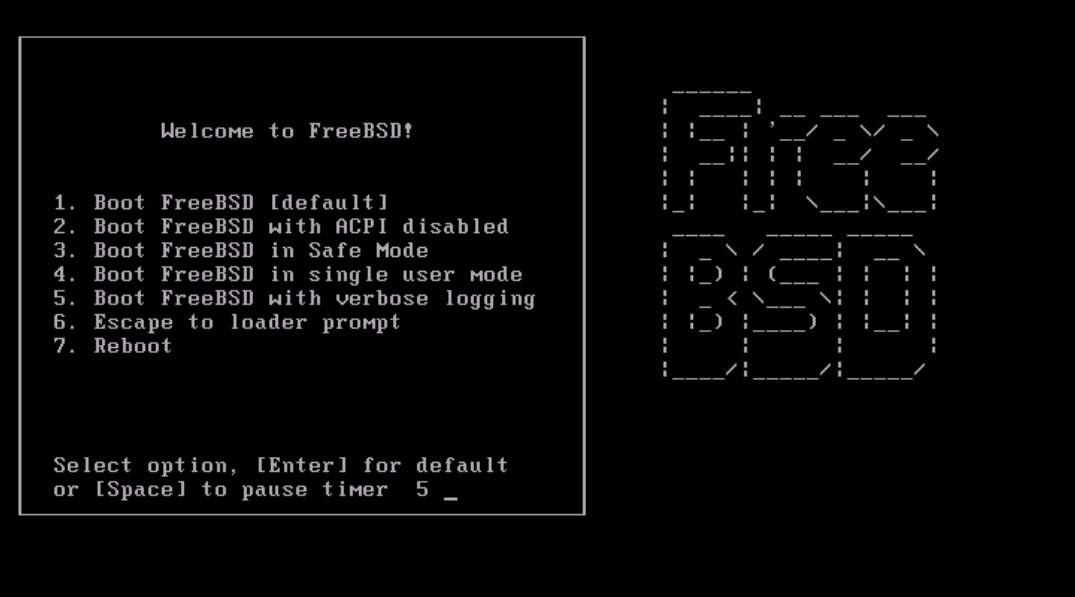 Welcome to FreeBSD!
1. Boot FreeBSD [default]
2. Boot FreeBSD with ACPI disabled
3. Boot FreeBSD in Safe Mode
4. Boot FreeBSD in single user mode
5. Boot FreeBSD with verbose logging
6. Escape to loader prompt
7. Reboot
Select option, [Enter] for default
or [Space] to pause timer  5 _
Free
BSD